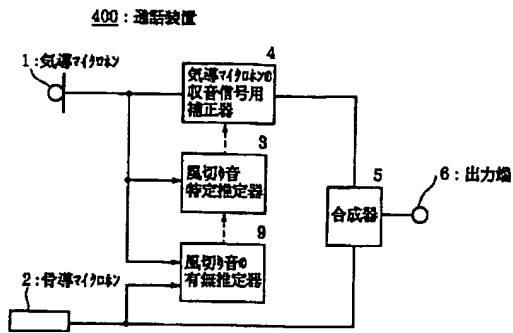 400：通話装置
1：気導マイクロホン
4
気導マイクロホンの
収音信号用
補正器
3
風切り音
特定推定器
9
風切り音の
有無推定器
5
合成器
6：出力端
2：骨導マイクロホン